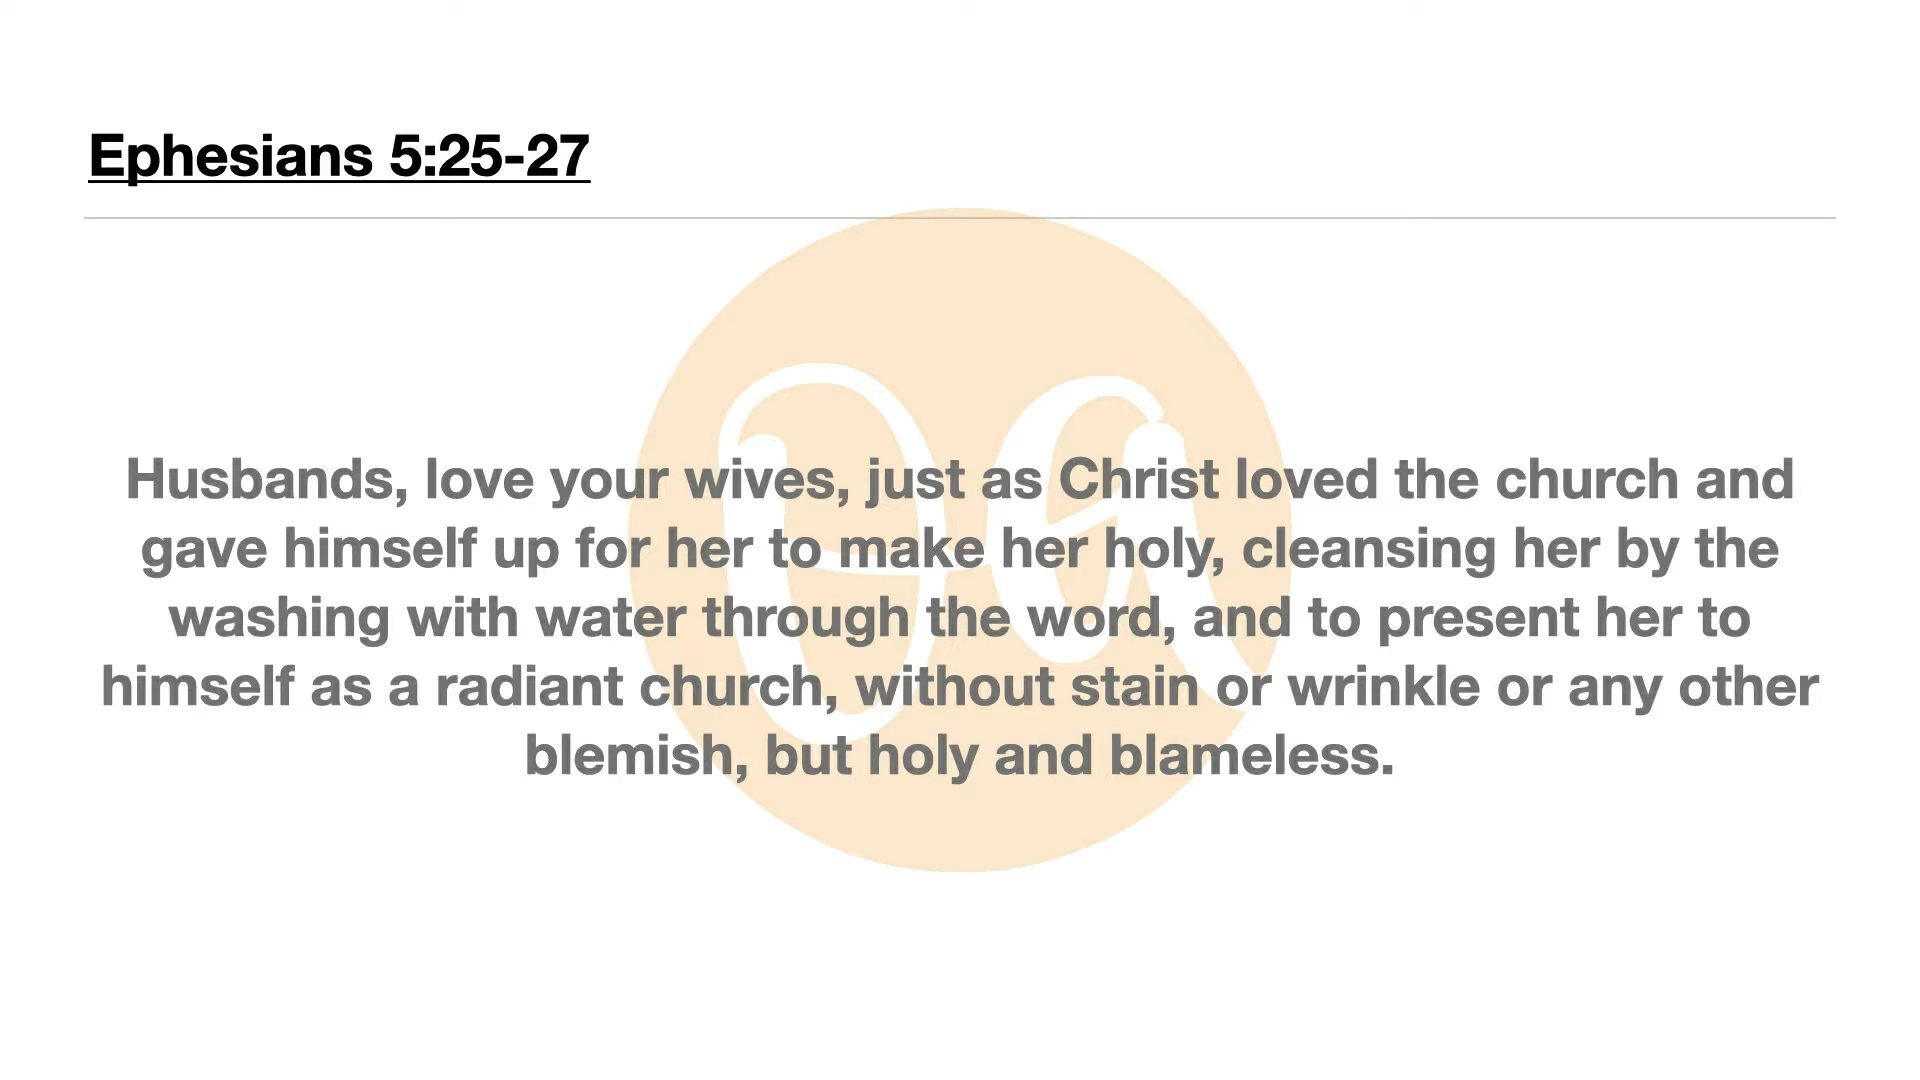 Ephesians 5:25-27
Husbands, love your wives, just as Christ loved the church and
gave himself up for her to make her holy, cleansing her by the
washing with water through the word, and to present her to
himself as a radiant church, without stain or wrinkle or any other
blemish, but holy and blameless.